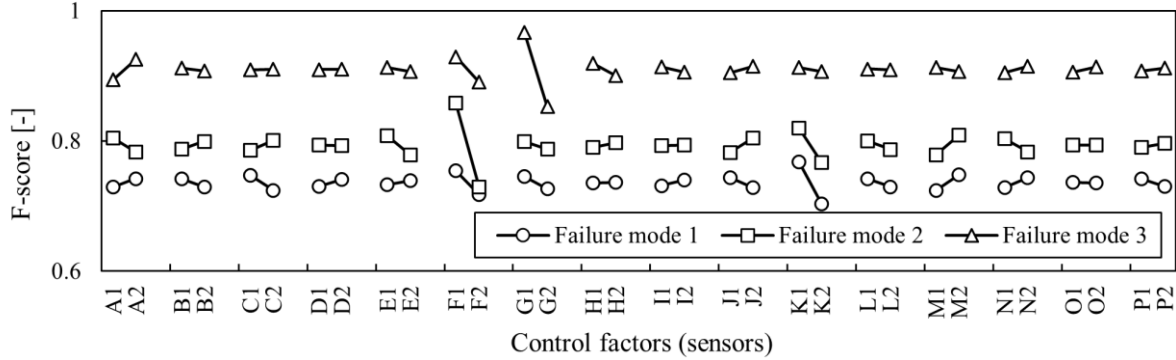 1
0.8
0.6
F-score [-]
Failure mode 1 Failure mode 2 Failure mode 3
A1 A2 B1 B2 C1 C2 D1 D2 E1 E2 F1 F2 G1 G2 H1 H2 I1 I2 J1 J2 K1 K2 L1 L2 M1 M2 N1 N2 O1 O2 P1 P2
Control factors (sensors)